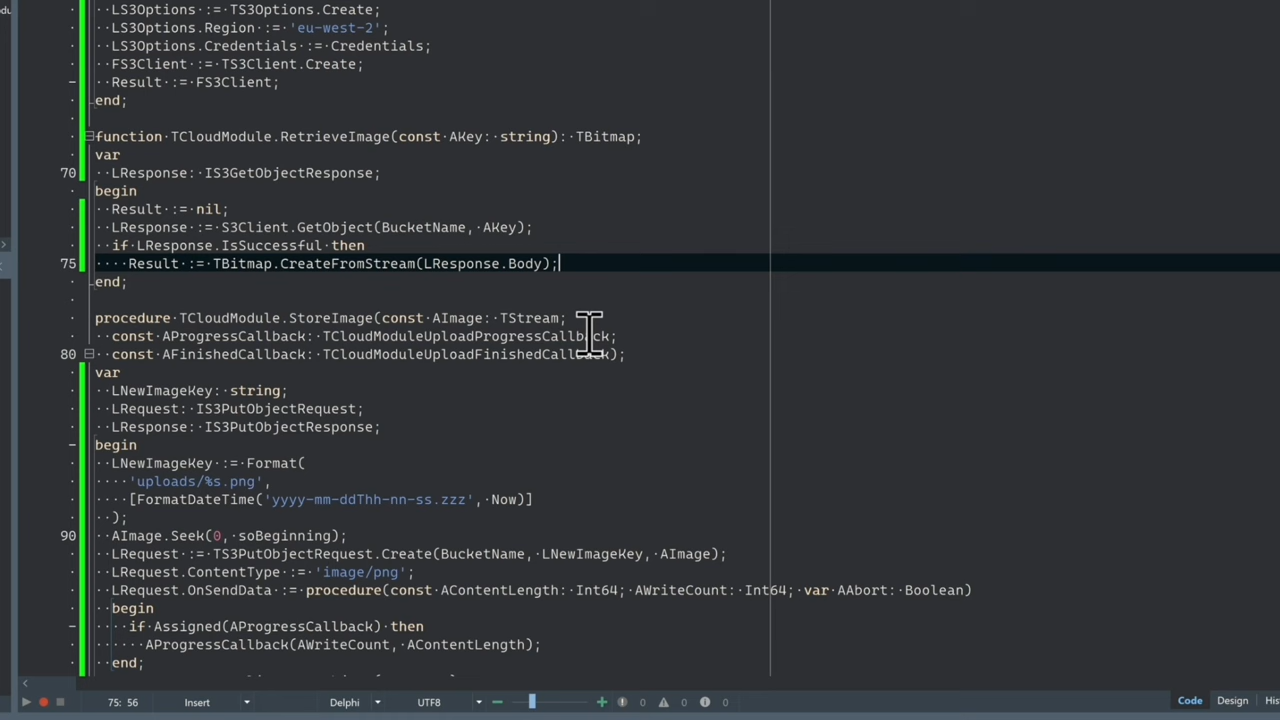 LS3Options := TS3Options.Create;
LS3Options.Region := 'eu-west-2';
LS3Options.Credentials := Credentials;
FS3Client := TS3Client.Create;
Result := FS3Client;
end;
function TCloudModule.RetrieveImage(const AKey: string): TBitmap;
var
70 LResponse: IS3GetObjectResponse;
begin
Result := nil;
LResponse := S3Client.GetObject(BucketName, AKey);
if LResponse.IsSuccessful then
75 Result := TBitmap.CreateFromStream(LResponse.Body);
end;
procedure TCloudModule.StoreImage(const AImage: TStream;
const AProgressCallback: TCloudModuleUploadProgressCallback;
80 const AFinishedCallback: TCloudModuleUploadFinishedCallback);
var
LNewImageKey: string;
LRequest: IS3PutObjectRequest;
LResponse: IS3PutObjectResponse;
begin
LNewImageKey := Format(
'uploads/%s.png',
[FormatDateTime('yyyy-mm-ddThh-nn-ss.zzz', Now)]
);
90 AImage.Seek(0, soBeginning);
LRequest := TS3PutObjectRequest.Create(BucketName, LNewImageKey, AImage);
LRequest.ContentType := 'image/png';
LRequest.OnSendData := procedure(const AContentLength: Int64; AWriteCount: Int64; var AAbort: Boolean)
begin
if Assigned(AProgressCallback) then
AProgressCallback(AWriteCount, AContentLength);
end;
75: 56 Insert Delphi UTF8 0 0 0 Code Design